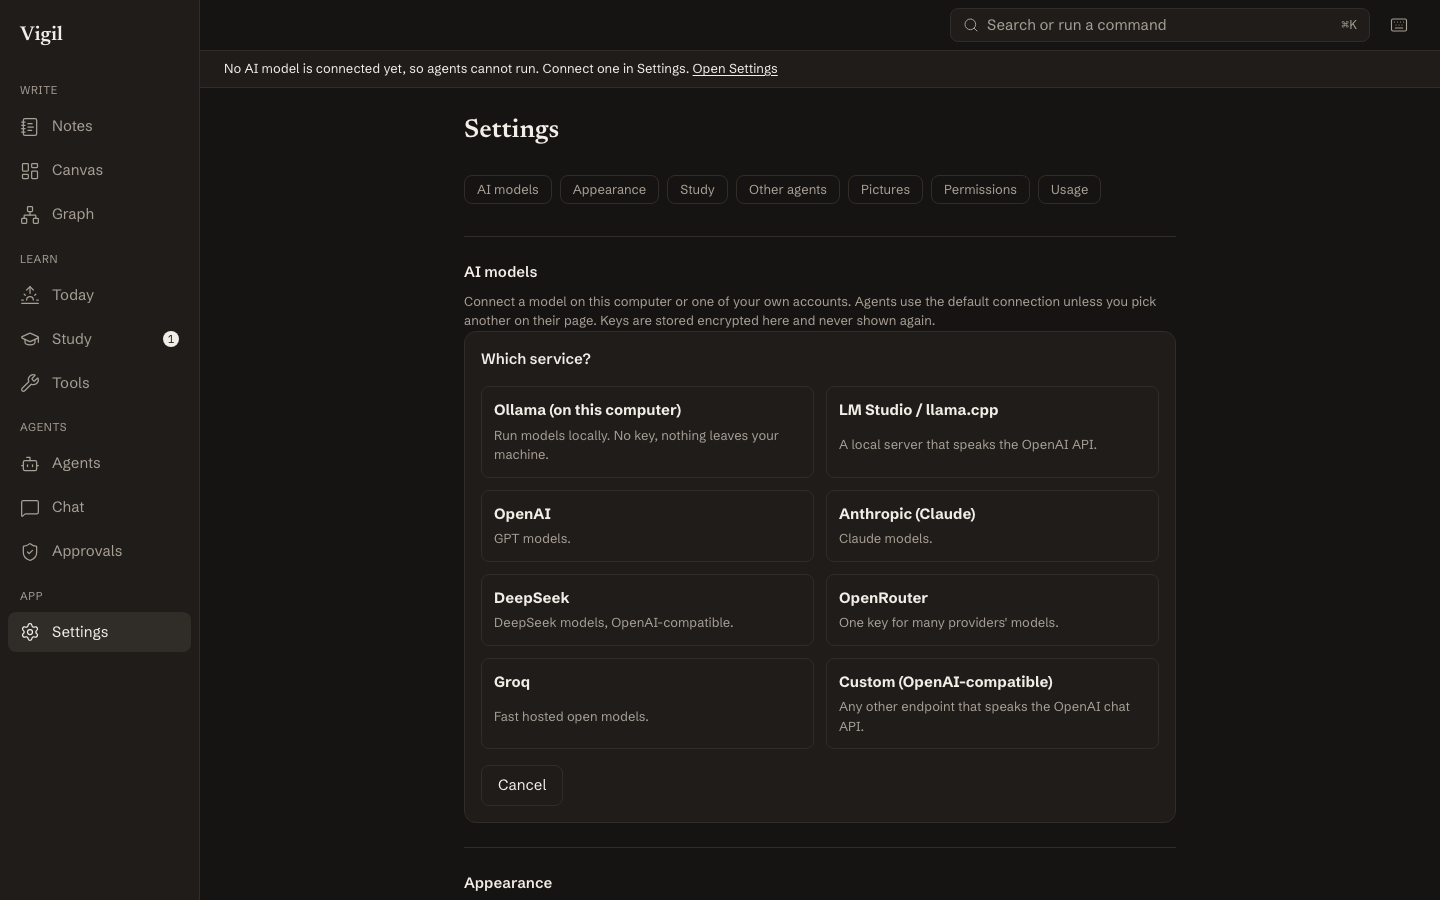 Vigil
Search or run a command
⌘K
No AI model is connected yet, so agents cannot run. Connect one in Settings. Open Settings
WRITE
Notes
Canvas
Graph
LEARN
Today
Study
1
Tools
AGENTS
Agents
Chat
Approvals
APP
Settings
Settings
AI models
Appearance
Study
Other agents
Pictures
Permissions
Usage
AI models
Connect a model on this computer or one of your own accounts. Agents use the default connection unless you pick
another on their page. Keys are stored encrypted here and never shown again.
Which service?
Ollama (on this computer)
Run models locally. No key, nothing leaves your
machine.
LM Studio / llama.cpp
A local server that speaks the OpenAI API.
OpenAI
GPT models.
Anthropic (Claude)
Claude models.
DeepSeek
DeepSeek models, OpenAI-compatible.
OpenRouter
One key for many providers' models.
Groq
Fast hosted open models.
Custom (OpenAI-compatible)
Any other endpoint that speaks the OpenAI chat
API.
Cancel
Appearance